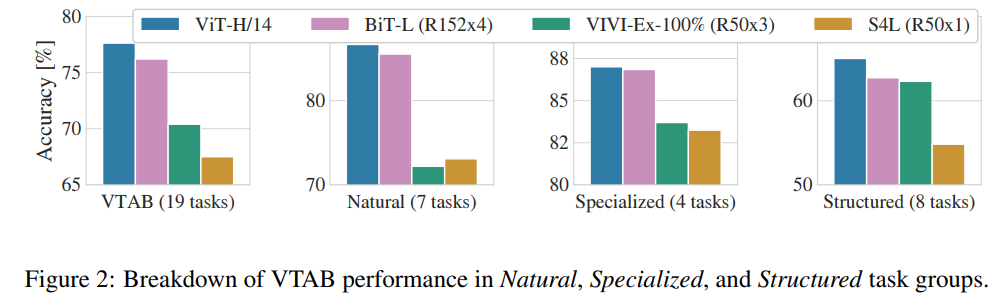 ViT-H/14 BiT-L (R152x4) VIVI-Ex-100% (R50x3) S4L (R50x1)
Accuracy [%]
80
75
70
65
VTAB (19 tasks)
80
70
Natural (7 tasks)
88
85
82
80
Specialized (4 tasks)
60
50
Structured (8 tasks)
Figure 2: Breakdown of VTAB performance in Natural, Specialized, and Structured task groups.